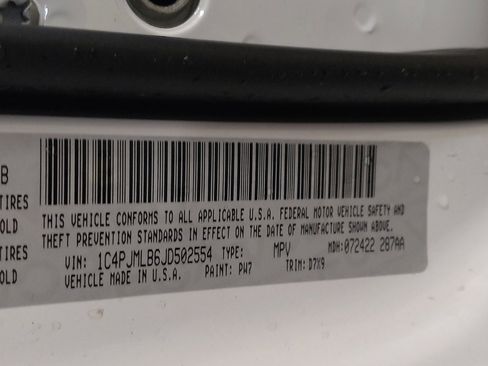 B
TIRES
OLD
TIRES
OLD
THIS VEHICLE CONFORMS TO ALL APPLICABLE U.S.A. FEDERAL MOTOR VEHICLE SAFETY AND
THEFT PREVENTION STANDARDS IN EFFECT ON THE DATE OF MANUFACTURE SHOWN ABOVE.
VIN: 1C4PJMLB6JD502554 TYPE: MPV MDH: 072422 287AA
VEHICLE MADE IN U.S.A. PAINT: PW7 TRIM: D7X9